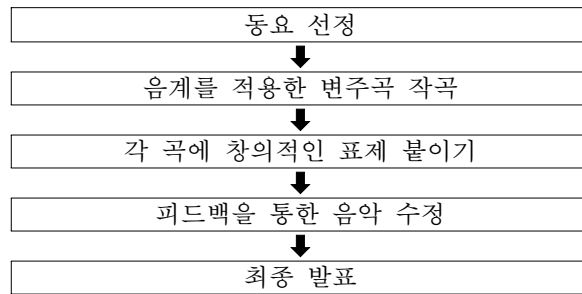 동요 선정
음계를 적용한 변주곡 작곡
각 곡에 창의적인 표제 붙이기
피드백을 통한 음악 수정
최종 발표